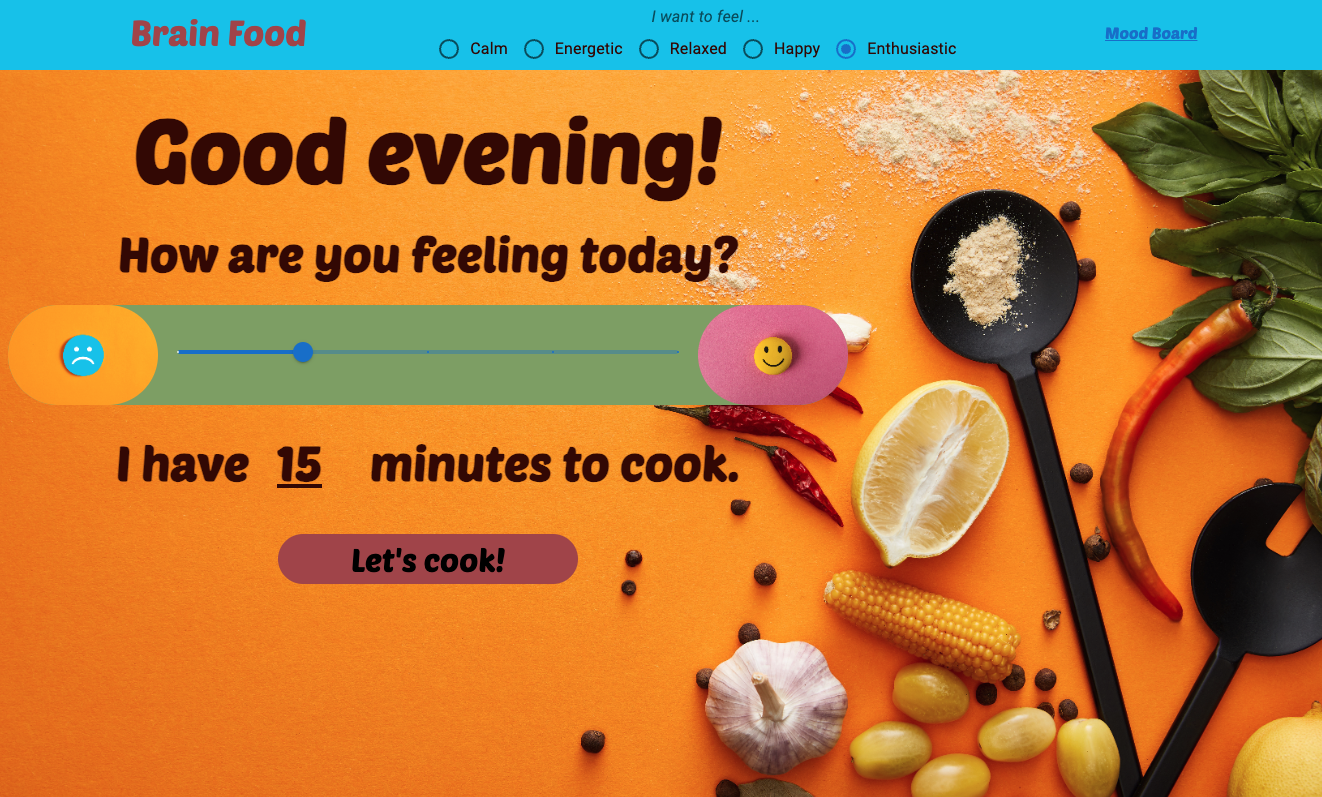 Brain Food
I want to feel ...
Calm Energetic Relaxed Happy Enthusiastic
Mood Board
Good evening!
How are you feeling today?
I have 15 minutes to cook.
Let's cook!